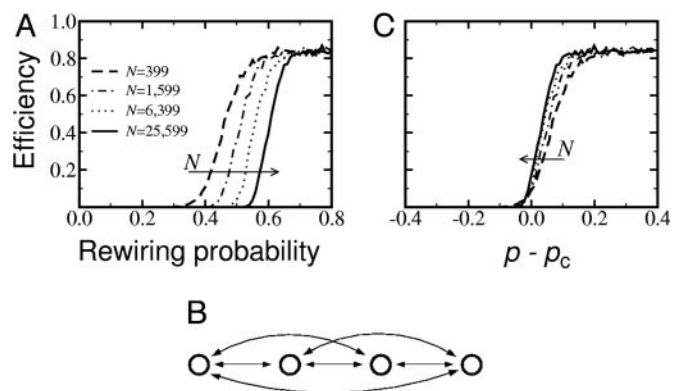 A
Efficiency
1.0
0.8
0.6
0.4
0.2
N=399
N=1,599
N=6,399
N=25,599
N
0.0 0.2 0.4 0.6 0.8
Rewiring probability
C
N
-0.4 -0.2 0.0 0.2 0.4
p - pc
B